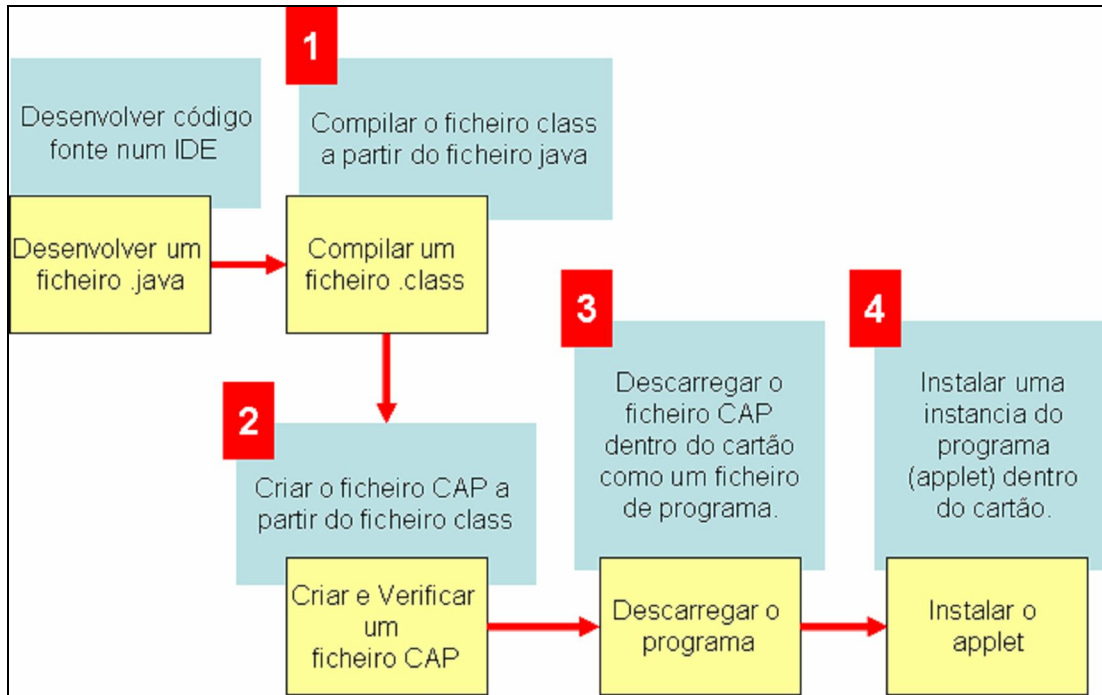 Desenvolver código
fonte num IDE
Desenvolver um
ficheiro .java
1
Compilar o ficheiro class
a partir do ficheiro java
Compilar um
ficheiro .class
2
Criar o ficheiro CAP a
partir do ficheiro class
Criar e Verificar
um
ficheiro CAP
3
Descarregar o
ficheiro CAP
dentro do cartão
como um ficheiro
de programa.
Descarregar o
programa
4
Instalar uma
instancia do
programa
(applet) dentro
do cartão.
Instalar o
applet